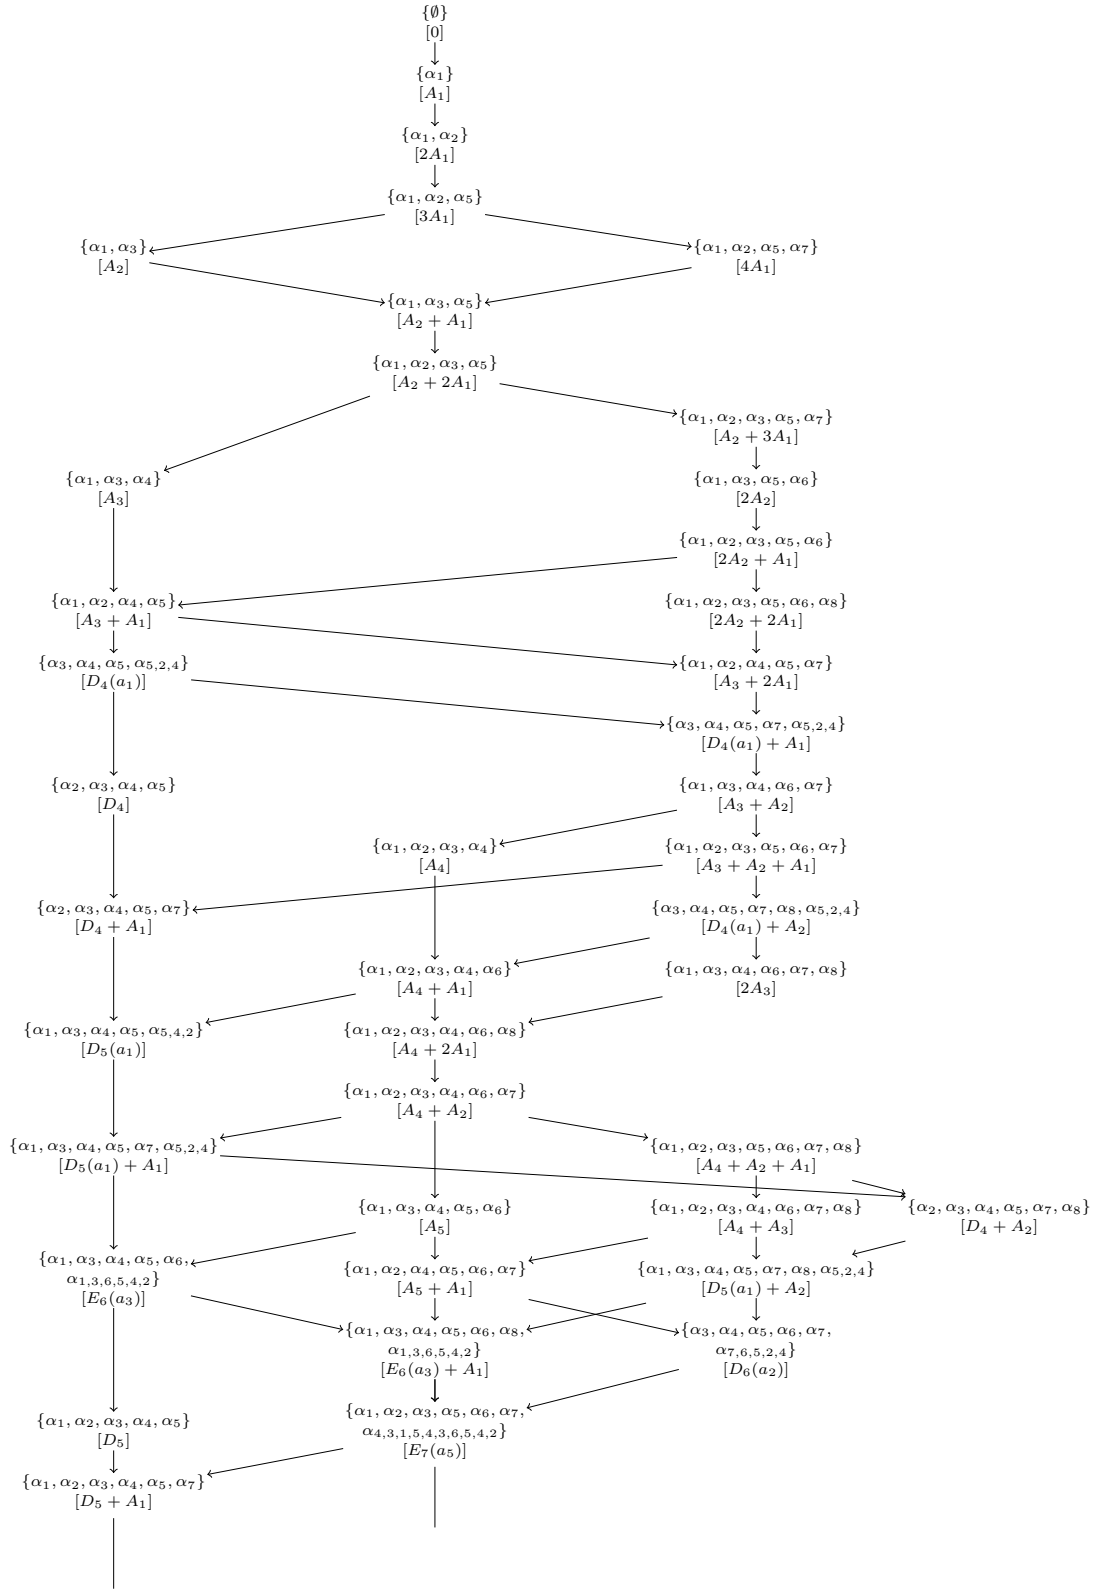 {∅}
[0]
{α₁}
[A₁]
{α₁, α₂}
[2A₁]
{α₁, α₂, α₅}
[3A₁]
{α₁, α₃}
[A₂]
{α₁, α₂, α₅, α₇}
[4A₁]
{α₁, α₃, α₅}
[A₂ + A₁]
{α₁, α₂, α₃, α₅}
[A₂ + 2A₁]
{α₁, α₂, α₃, α₅, α₇}
[A₂ + 3A₁]
{α₁, α₃, α₄}
[A₃]
{α₁, α₃, α₅, α₆}
[2A₂]
{α₁, α₂, α₃, α₅, α₆}
[2A₂ + A₁]
{α₁, α₂, α₄, α₅}
[A₃ + A₁]
{α₁, α₂, α₃, α₅, α₆, α₈}
[2A₂ + 2A₁]
{α₃, α₄, α₅, α₅,₂,₄}
[D₄(a₁)]
{α₁, α₂, α₄, α₅, α₇}
[A₃ + 2A₁]
{α₃, α₄, α₅, α₇, α₅,₂,₄}
[D₄(a₁) + A₁]
{α₂, α₃, α₄, α₅}
[D₄]
{α₁, α₃, α₄, α₆, α₇}
[A₃ + A₂]
{α₁, α₂, α₃, α₄}
[A₄]
{α₁, α₂, α₃, α₅, α₆, α₇}
[A₃ + A₂ + A₁]
{α₂, α₃, α₄, α₅, α₇}
[D₄ + A₁]
{α₃, α₄, α₅, α₇, α₈, α₅,₂,₄}
[D₄(a₁) + A₂]
{α₁, α₂, α₃, α₄, α₆}
[A₄ + A₁]
{α₁, α₃, α₄, α₆, α₇, α₈}
[2A₃]
{α₁, α₃, α₄, α₅, α₅,₄,₂}
[D₅(a₁)]
{α₁, α₂, α₃, α₄, α₆, α₈}
[A₄ + 2A₁]
{α₁, α₂, α₃, α₄, α₆, α₇}
[A₄ + A₂]
{α₁, α₃, α₄, α₅, α₇, α₅,₂,₄}
[D₅(a₁) + A₁]
{α₁, α₂, α₃, α₅, α₆, α₇, α₈}
[A₄ + A₂ + A₁]
{α₁, α₃, α₄, α₅, α₆}
[A₅]
{α₁, α₂, α₃, α₄, α₆, α₇, α₈}
[A₄ + A₃]
{α₂, α₃, α₄, α₅, α₇, α₈}
[D₄ + A₂]
{α₁, α₃, α₄, α₅, α₆,
α₁,₃,₆,₅,₄,₂}
[E₆(a₃)]
{α₁, α₂, α₄, α₅, α₆, α₇}
[A₅ + A₁]
{α₁, α₃, α₄, α₅, α₇, α₈, α₅,₂,₄}
[D₅(a₁) + A₂]
{α₁, α₃, α₄, α₅, α₆, α₈,
α₁,₃,₆,₅,₄,₂}
[E₆(a₃) + A₁]
{α₃, α₄, α₅, α₆, α₇,
α₇,₆,₅,₂,₄}
[D₆(a₂)]
{α₁, α₂, α₃, α₅, α₆, α₇,
α₄,₃,₁,₅,₄,₃,₆,₅,₄,₂}
[E₇(a₅)]
{α₁, α₂, α₃, α₄, α₅}
[D₅]
{α₁, α₂, α₃, α₄, α₅, α₇}
[D₅ + A₁]